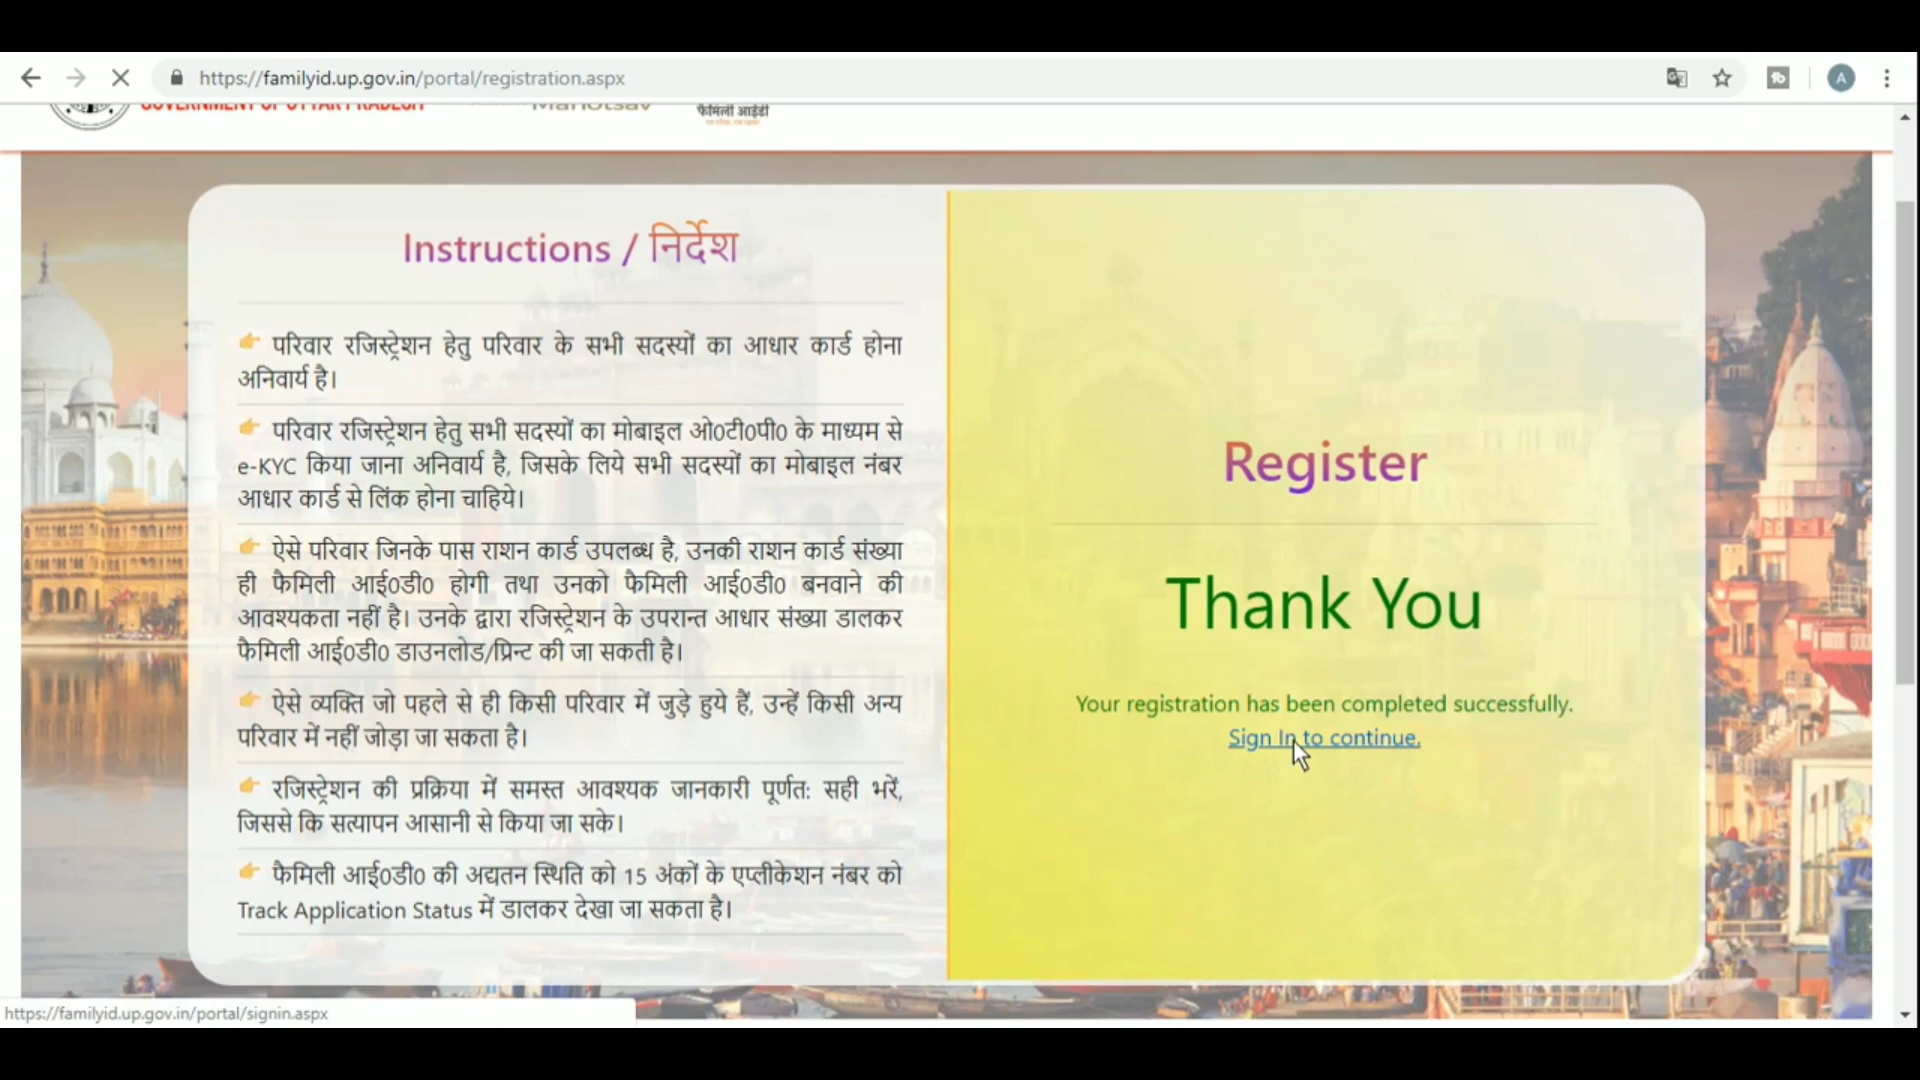 https://familyid.up.gov.in/portal/registration.aspx
GOVERNMENT OF UTTAR PRADESH
Mahotsav
फैमिली आईडी
Instructions / निर्देश
परिवार रजिस्ट्रेशन हेतु परिवार के सभी सदस्यों का आधार कार्ड होना
अनिवार्य है।
परिवार रजिस्ट्रेशन हेतु सभी सदस्यों का मोबाइल ओ0टी0पी0 के माध्यम से
e-KYC किया जाना अनिवार्य है, जिसके लिये सभी सदस्यों का मोबाइल नंबर
आधार कार्ड से लिंक होना चाहिये।
ऐसे परिवार जिनके पास राशन कार्ड उपलब्ध है, उनकी राशन कार्ड संख्या
ही फैमिली आई0डी0 होगी तथा उनको फैमिली आई0डी0 बनवाने की
आवश्यकता नहीं है। उनके द्वारा रजिस्ट्रेशन के उपरान्त आधार संख्या डालकर
फैमिली आई0डी0 डाउनलोड/प्रिन्ट की जा सकती है।
ऐसे व्यक्ति जो पहले से ही किसी परिवार में जुड़े हुये हैं, उन्हें किसी अन्य
परिवार में नहीं जोड़ा जा सकता है।
रजिस्ट्रेशन की प्रक्रिया में समस्त आवश्यक जानकारी पूर्णत: सही भरें,
जिससे कि सत्यापन आसानी से किया जा सके।
फैमिली आई0डी0 की अद्यतन स्थिति को 15 अंकों के एप्लीकेशन नंबर को
Track Application Status में डालकर देखा जा सकता है।
Register
Thank You
Your registration has been completed successfully.
Sign In to continue.
https://familyid.up.gov.in/portal/signin.aspx